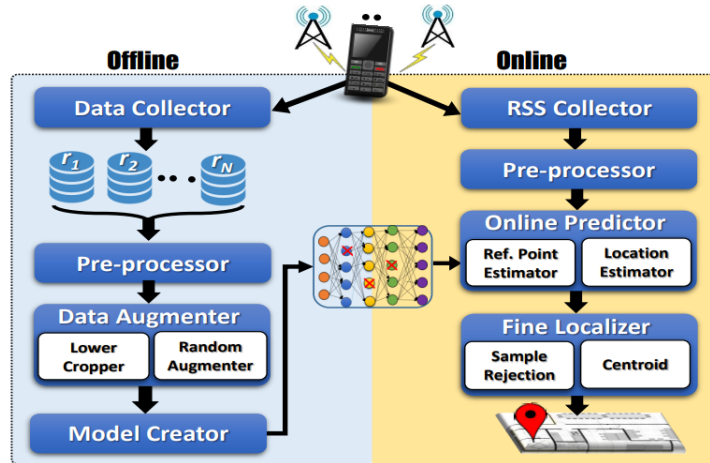 Offline
Online
Data Collector
r1
r2
rN
Pre-processor
Data Augmenter
Lower
Cropper
Random
Augmenter
Model Creator
RSS Collector
Pre-processor
Online Predictor
Ref. Point
Estimator
Location
Estimator
Fine Localizer
Sample
Rejection
Centroid